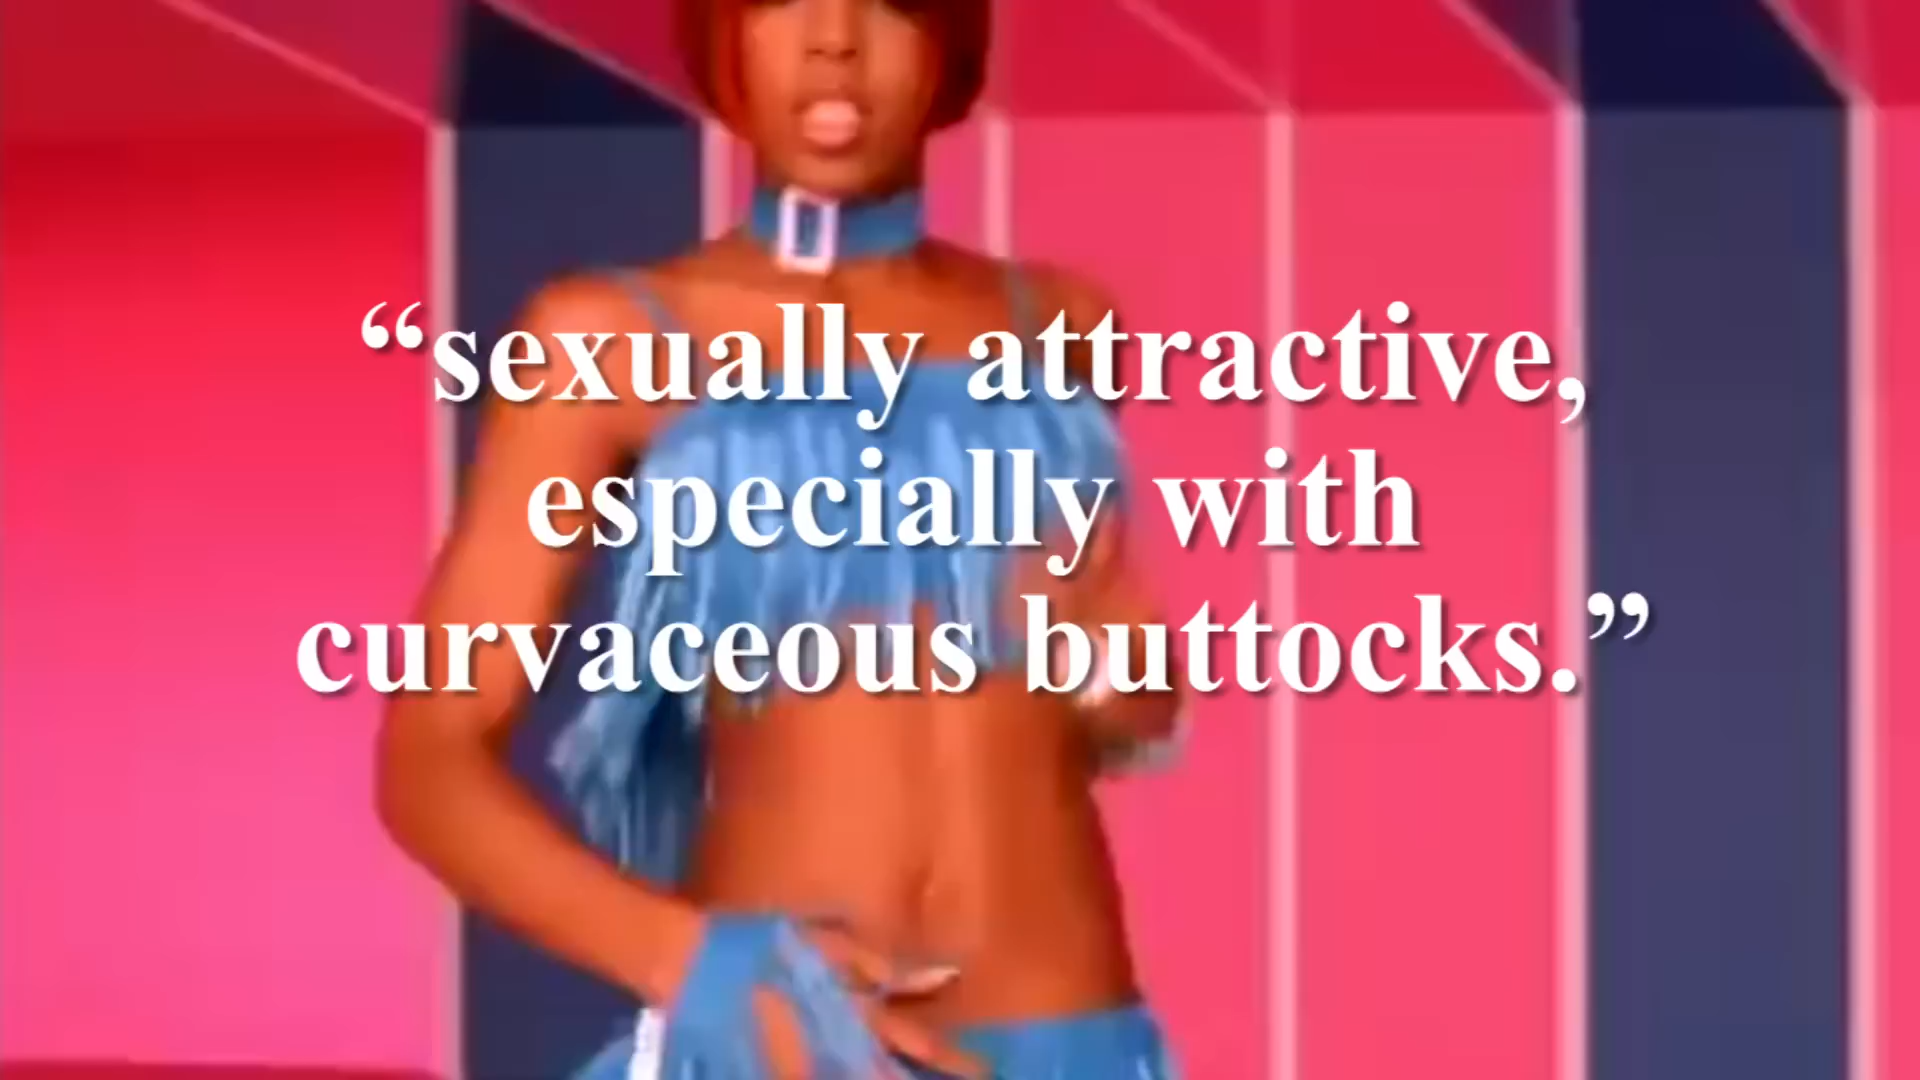 “sexually attractive,
especially with
curvaceous buttocks.”